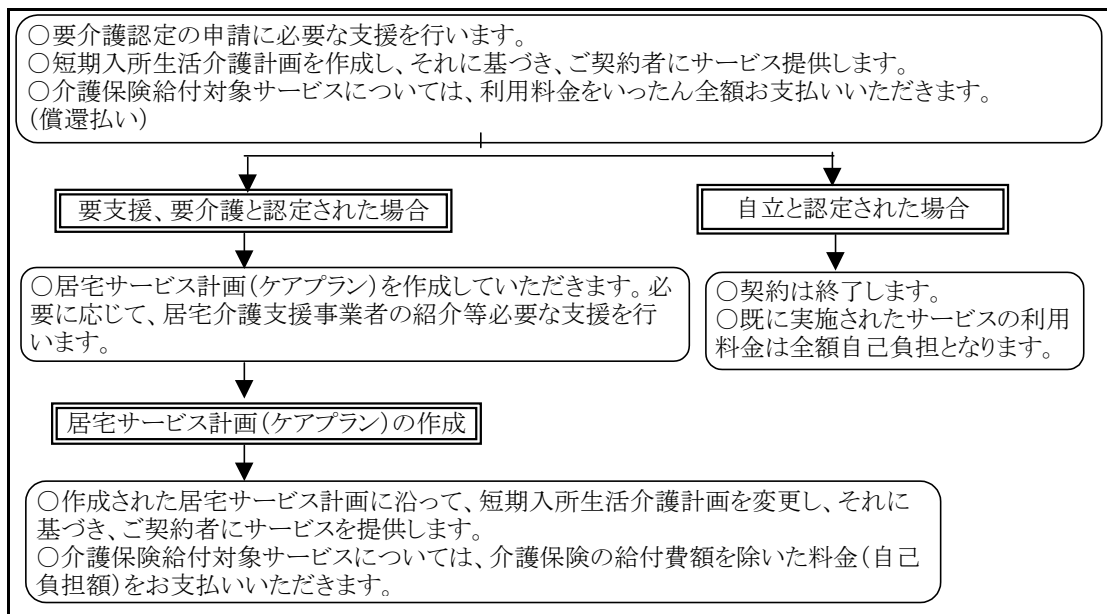 ○要介護認定の申請に必要な支援を行います。
○短期入所生活介護計画を作成し、それに基づき、ご契約者にサービス提供します。
○介護保険給付対象サービスについては、利用料金をいったん全額お支払いいただきます。
(償還払い)
要支援、要介護と認定された場合
自立と認定された場合
○居宅サービス計画(ケアプラン)を作成していただきます。必
要に応じて、居宅介護支援事業者の紹介等必要な支援を行
います。
○契約は終了します。
○既に実施されたサービスの利用
料金は全額自己負担となります。
居宅サービス計画(ケアプラン)の作成
○作成された居宅サービス計画に沿って、短期入所生活介護計画を変更し、それに
基づき、ご契約者にサービスを提供します。
○介護保険給付対象サービスについては、介護保険の給付費額を除いた料金(自己
負担額)をお支払いいただきます。